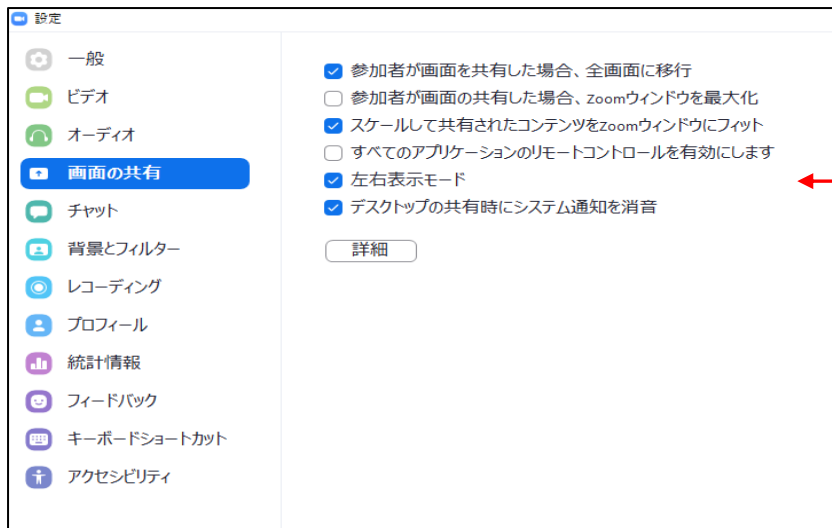 設定
一般
ビデオ
オーディオ
画面の共有
チャット
背景とフィルター
レコーディング
プロフィール
統計情報
フィードバック
キーボードショートカット
アクセシビリティ
参加者が画面を共有した場合、全画面に移行
参加者が画面の共有した場合、Zoomウィンドウを最大化
スケールして共有されたコンテンツをZoomウィンドウにフィット
すべてのアプリケーションのリモートコントロールを有効にします
左右表示モード
デスクトップの共有時にシステム通知を消音
詳細